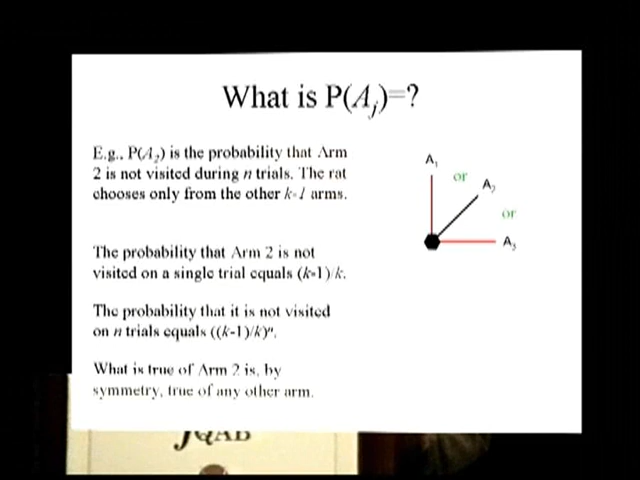 What is P(Aj)=?
E.g., P(A2) is the probability that Arm
2 is not visited during n trials. The rat
chooses only from the other k-1 arms.
The probability that Arm 2 is not
visited on a single trial equals (k-1)/k.
The probability that it is not visited
on n trials equals ((k-1)/k)ⁿ.
What is true of Arm 2 is, by
symmetry, true of any other arm.
A1
or
A2
or
A3
JQAB